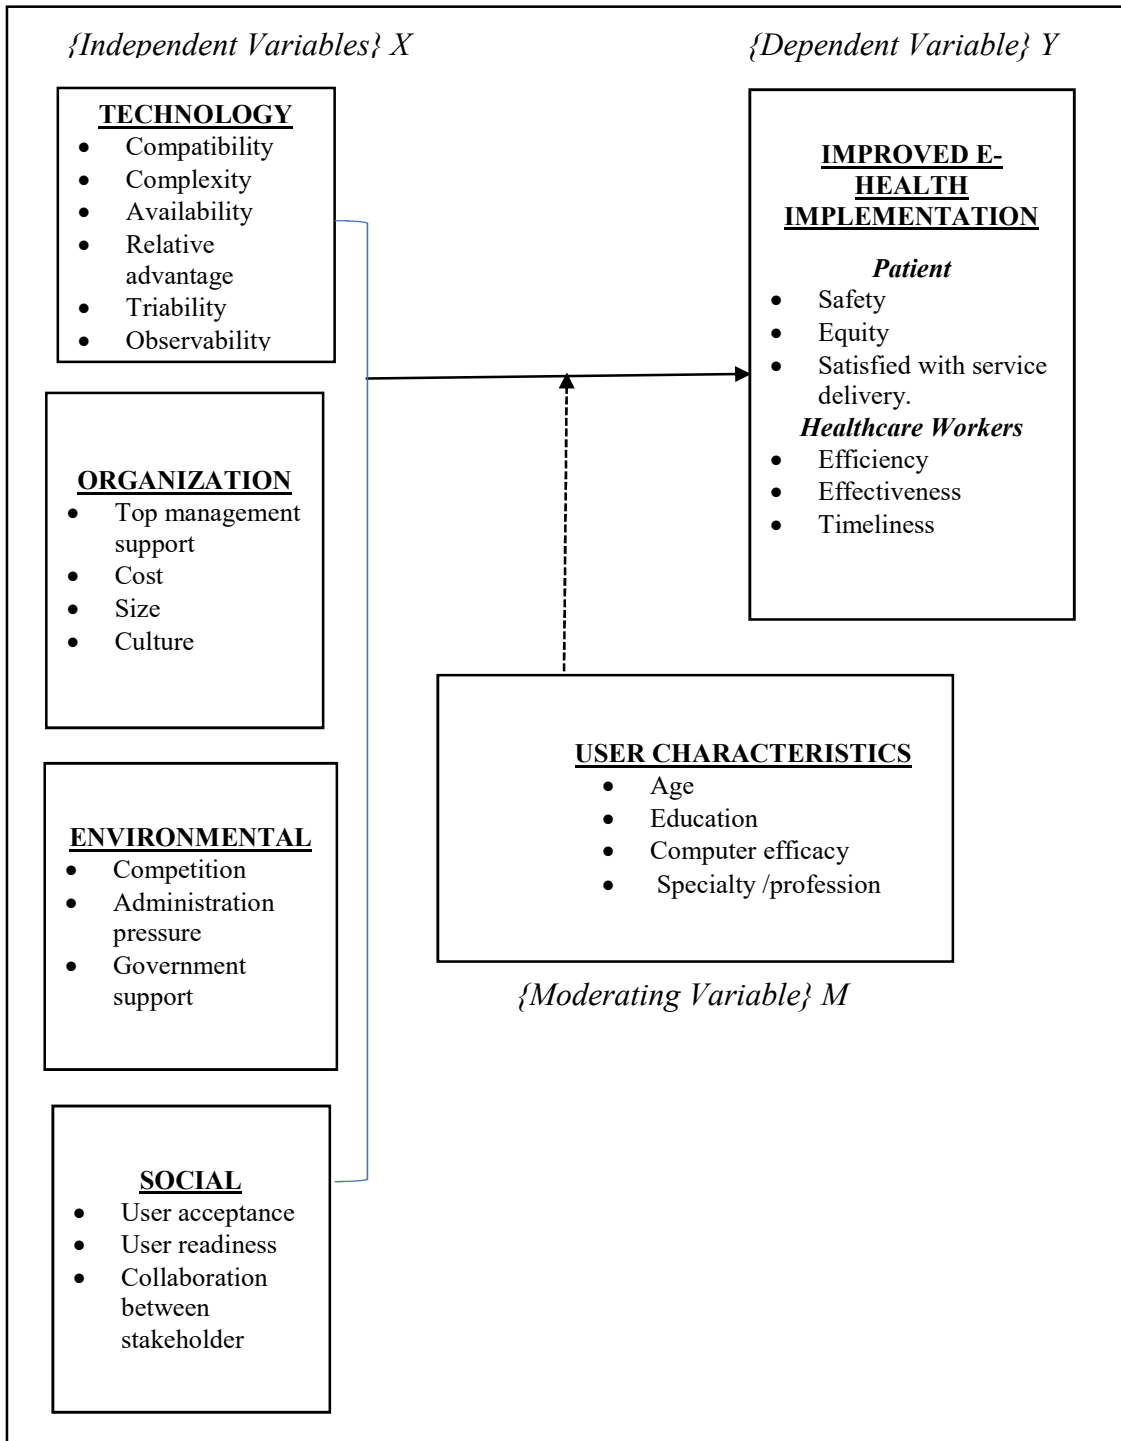 {Independent Variables} X
{Dependent Variable} Y
TECHNOLOGY
• Compatibility
• Complexity
• Availability
• Relative
advantage
• Triability
• Observability
ORGANIZATION
• Top management
support
• Cost
• Size
• Culture
ENVIRONMENTAL
• Competition
• Administration
pressure
• Government
support
SOCIAL
• User acceptance
• User readiness
• Collaboration
between
stakeholder
IMPROVED E-
HEALTH
IMPLEMENTATION
Patient
• Safety
• Equity
• Satisfied with service
delivery.
Healthcare Workers
• Efficiency
• Effectiveness
• Timeliness
USER CHARACTERISTICS
• Age
• Education
• Computer efficacy
• Specialty /profession
{Moderating Variable} M